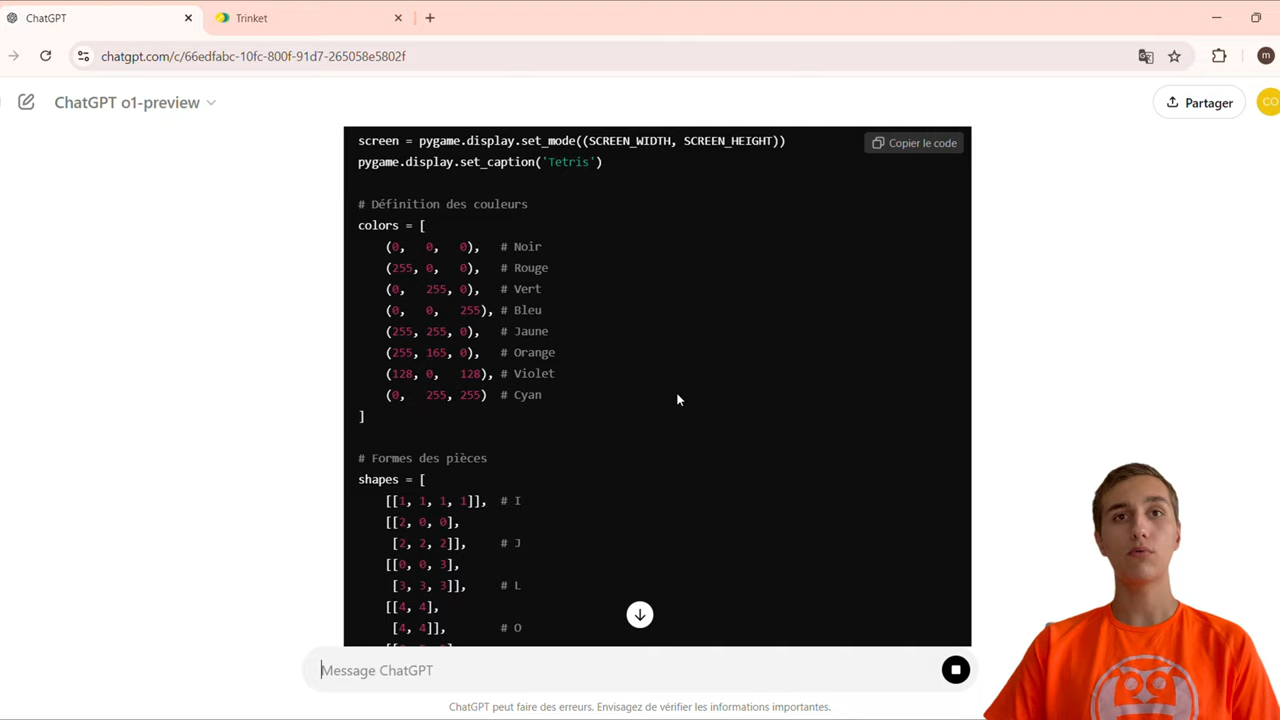 ChatGPT
Trinket
chatgpt.com/c/66edfabc-10fc-800f-91d7-265058e5802f
m
ChatGPT o1-preview
Partager
CO
screen = pygame.display.set_mode((SCREEN_WIDTH, SCREEN_HEIGHT))
Copier le code
pygame.display.set_caption('Tetris')
# Définition des couleurs
colors = [
(0, 0, 0), # Noir
(255, 0, 0), # Rouge
(0, 255, 0), # Vert
(0, 0, 255), # Bleu
(255, 255, 0), # Jaune
(255, 165, 0), # Orange
(128, 0, 128), # Violet
(0, 255, 255) # Cyan
]
# Formes des pièces
shapes = [
[[1, 1, 1, 1]], # I
[[2, 0, 0],
[2, 2, 2]], # J
[[0, 0, 3],
[3, 3, 3]], # L
[[4, 4],
[4, 4]], # O
Message ChatGPT
ChatGPT peut faire des erreurs. Envisagez de vérifier les informations importantes.